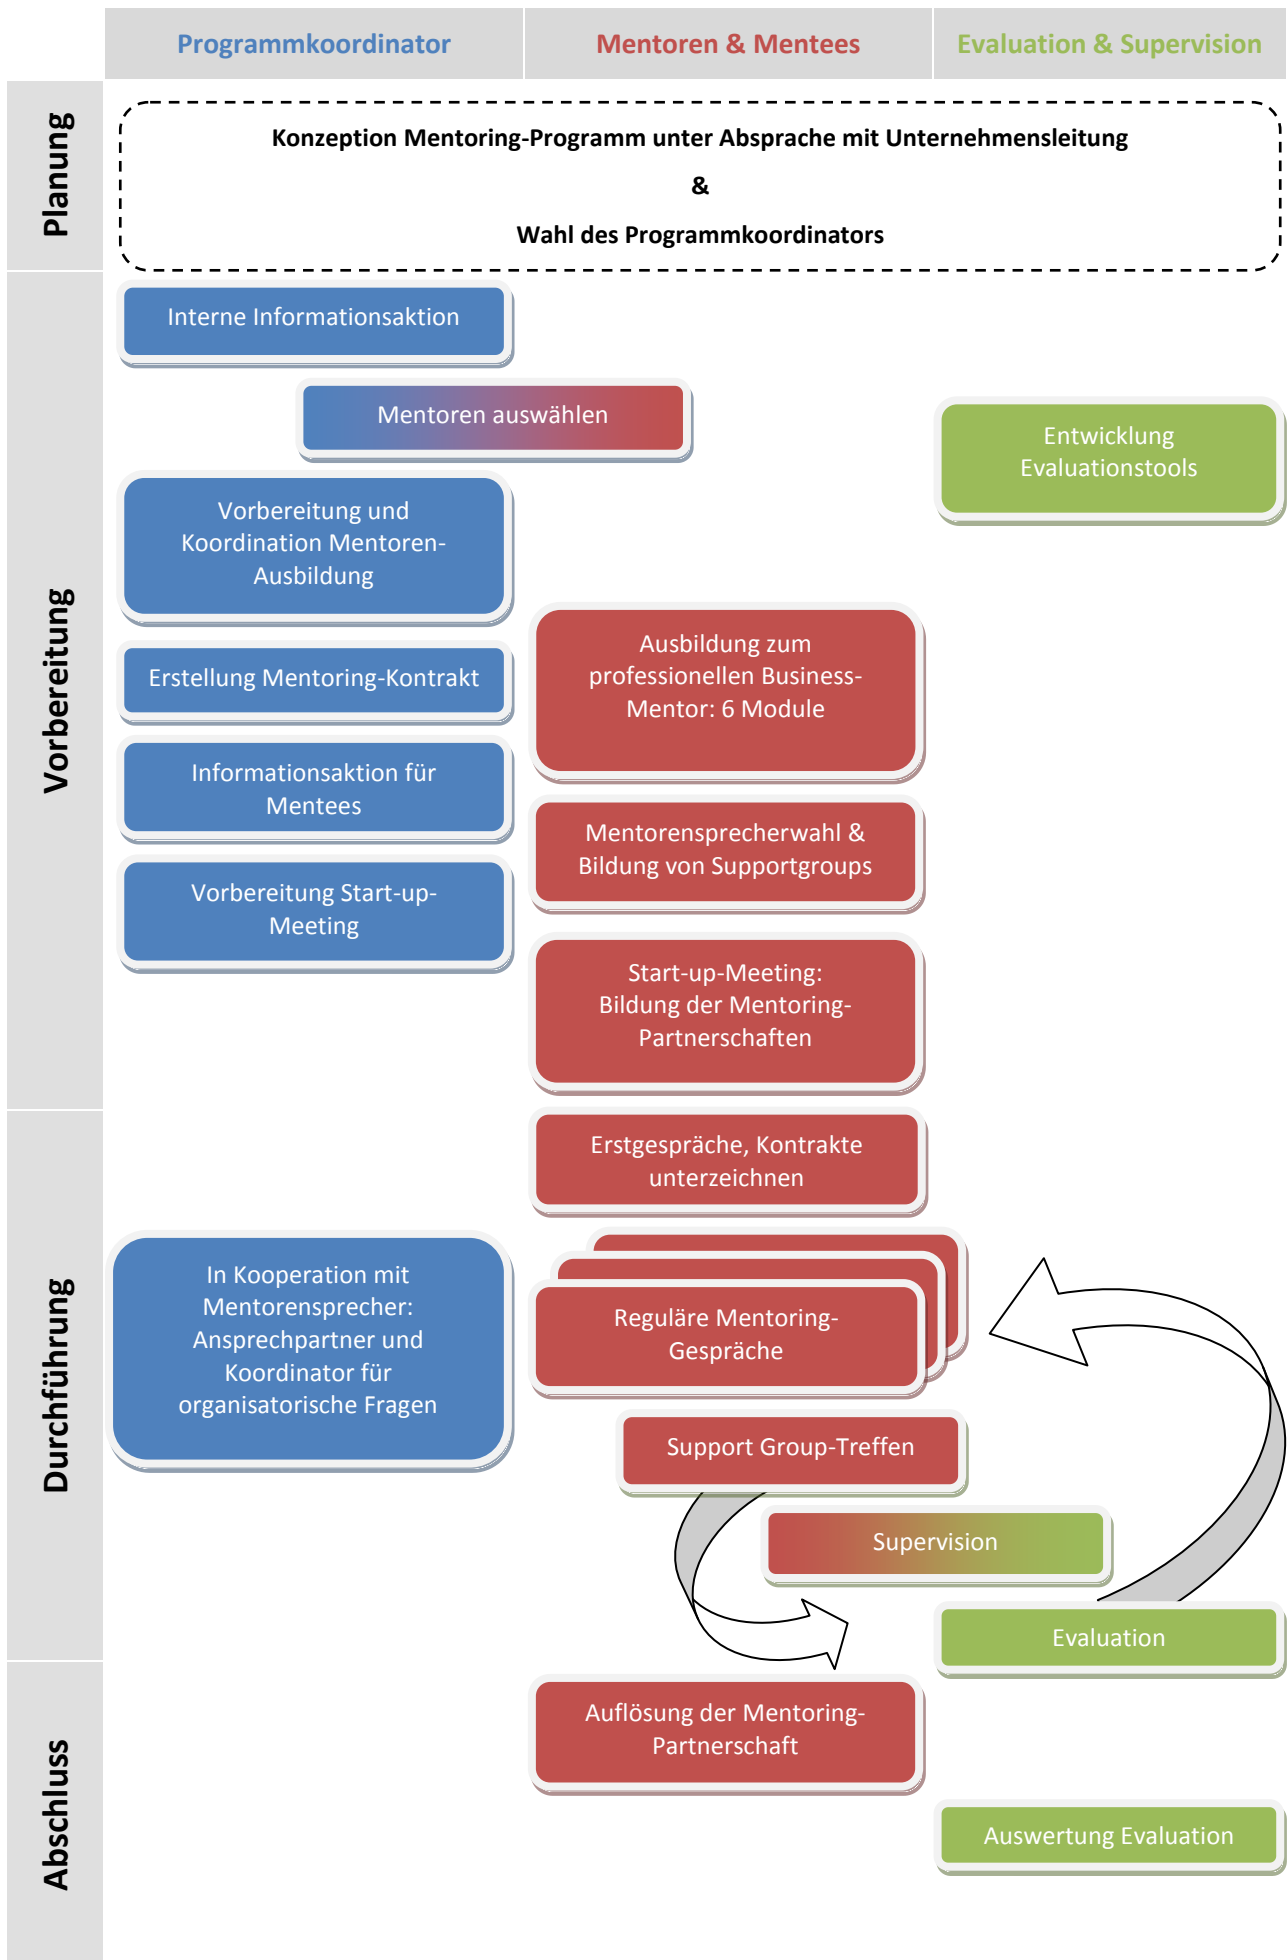 Programmkoordinator
Mentoren & Mentees
Evaluation & Supervision
Planung
Konzeption Mentoring-Programm unter Absprache mit Unternehmensleitung
&
Wahl des Programmkoordinators
Vorbereitung
Interne Informationsaktion
Mentoren auswählen
Entwicklung
Evaluationstools
Vorbereitung und
Koordination Mentoren-
Ausbildung
Ausbildung zum
professionellen Business-
Mentor: 6 Module
Erstellung Mentoring-Kontrakt
Informationsaktion für
Mentees
Mentorensprecherwahl &
Bildung von Supportgroups
Vorbereitung Start-up-
Meeting
Start-up-Meeting:
Bildung der Mentoring-
Partnerschaften
Durchführung
Erstgespräche, Kontrakte
unterzeichnen
In Kooperation mit
Mentorensprecher:
Ansprechpartner und
Koordinator für
organisatorische Fragen
Reguläre Mentoring-
Gespräche
Support Group-Treffen
Supervision
Evaluation
Abschluss
Auflösung der Mentoring-
Partnerschaft
Auswertung Evaluation